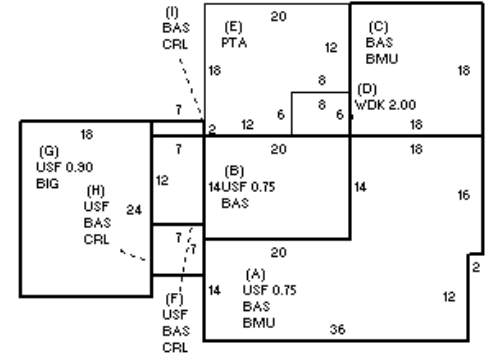 (I)
BAS
CRL
20
(E)
PTA
12
18
8
(C)
BAS
BMU
18
(D)
WDK 2.00
8
6
6
7
2
12
18
18
(G)
USF 0.90
BIG
7
20
18
(H)
USF
BAS
CRL
12
24
(B)
14 USF 0.75
BAS
14
16
7
7
20
2
(F)
USF
BAS
CRL
14
(A)
USF 0.75
BAS
BMU
12
36